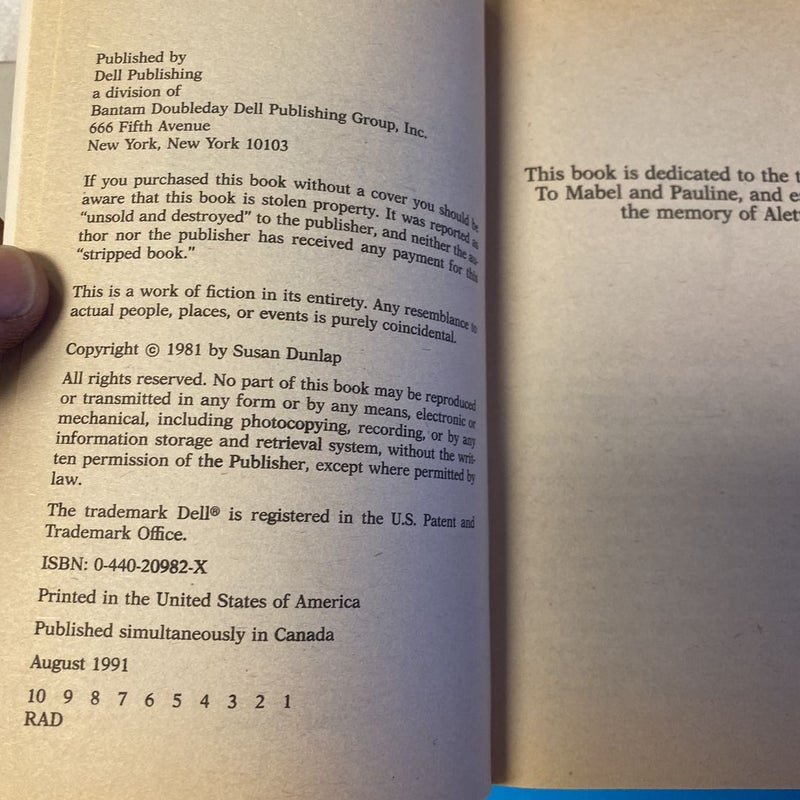 Published by
Dell Publishing
a division of
Bantam Doubleday Dell Publishing Group, Inc.
666 Fifth Avenue
New York, New York 10103
If you purchased this book without a cover you should be
aware that this book is stolen property. It was reported as
“unsold and destroyed” to the publisher, and neither the au-
thor nor the publisher has received any payment for this
“stripped book.”
This is a work of fiction in its entirety. Any resemblance to
actual people, places, or events is purely coincidental.
Copyright © 1981 by Susan Dunlap
All rights reserved. No part of this book may be reproduced
or transmitted in any form or by any means, electronic or
mechanical, including photocopying, recording, or by any
information storage and retrieval system, without the writ-
ten permission of the Publisher, except where permitted by
law.
The trademark Dell® is registered in the U.S. Patent and
Trademark Office.
ISBN: 0-440-20982-X
Printed in the United States of America
Published simultaneously in Canada
August 1991
10 9 8 7 6 5 4 3 2 1
RAD
This book is dedicated to the
To Mabel and Pauline, and
the memory of